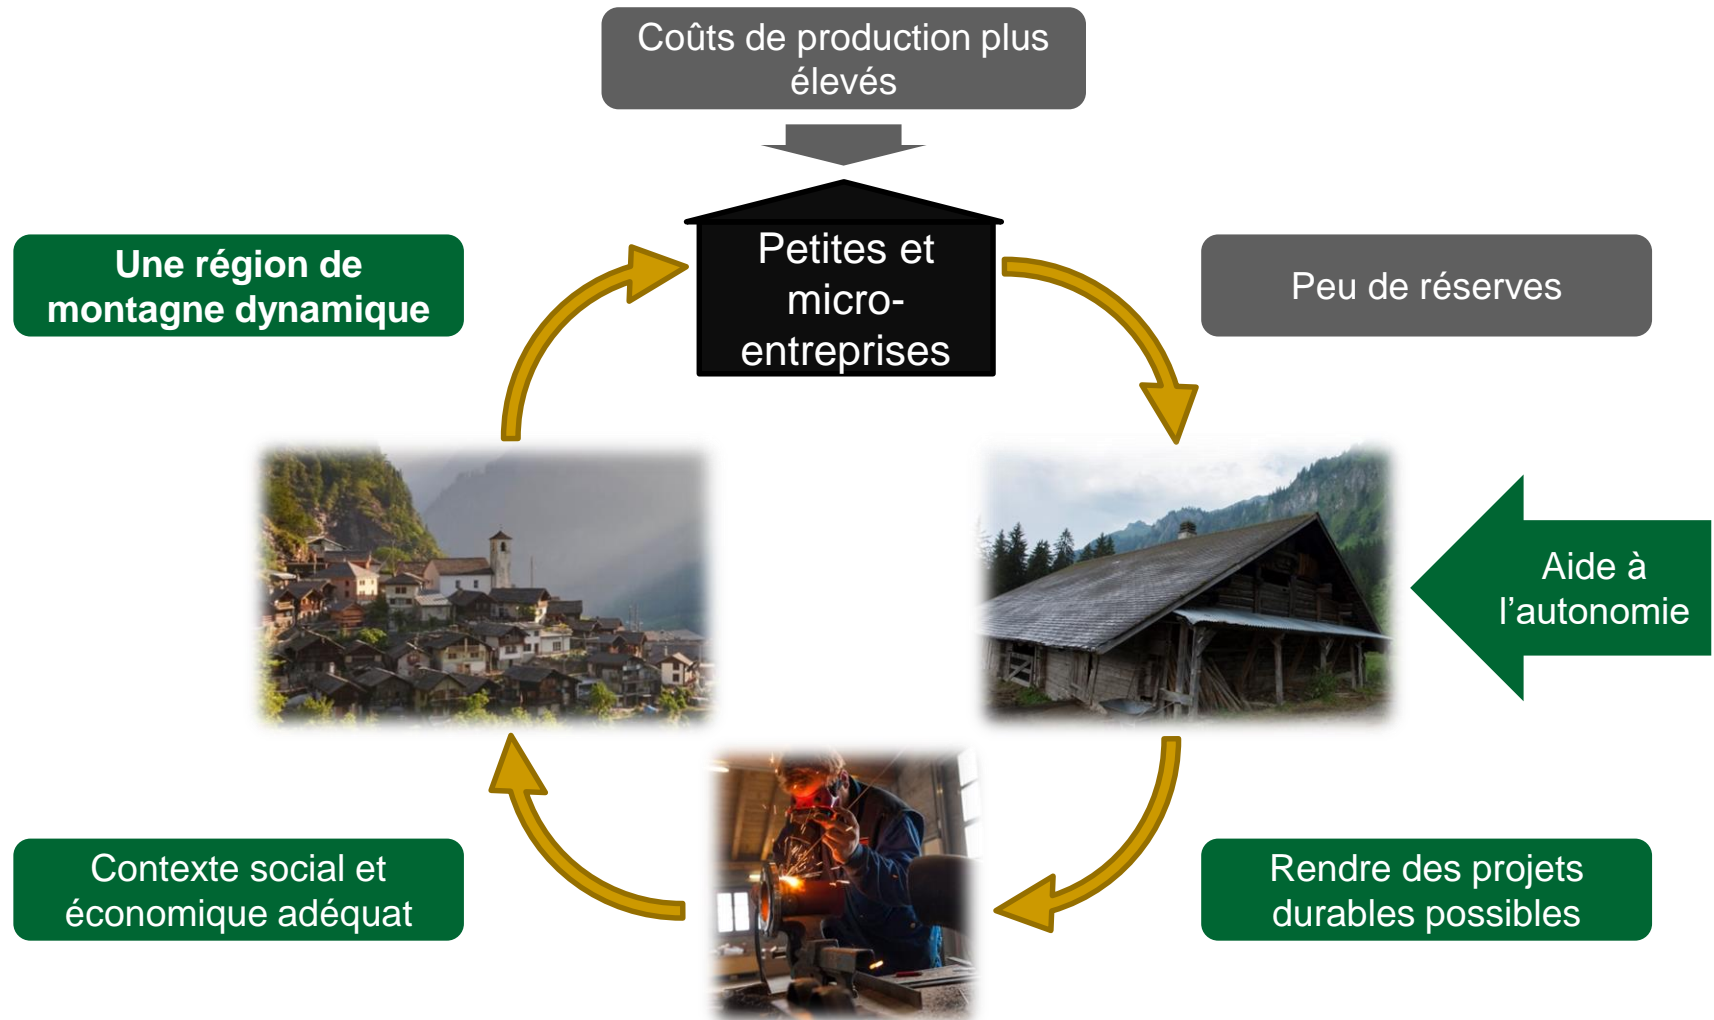 Coûts de production plus
élevés
Une région de
montagne dynamique
Petites et
micro-
entreprises
Peu de réserves
Aide à
l’autonomie
Contexte social et
économique adéquat
Rendre des projets
durables possibles